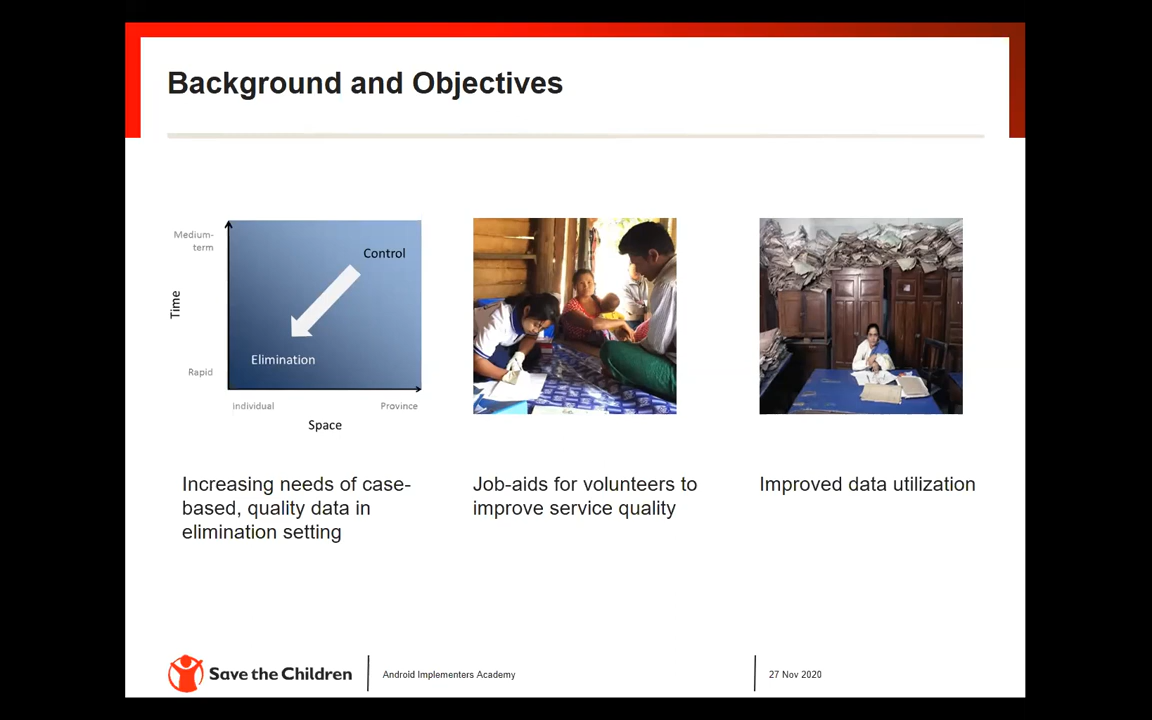 Background and Objectives
Medium-
term
Control
Time
Elimination
Rapid
individual
Province
Space
Increasing needs of case-
based, quality data in
elimination setting
Job-aids for volunteers to
improve service quality
Improved data utilization
Save the Children
Android Implementers Academy
27 Nov 2020